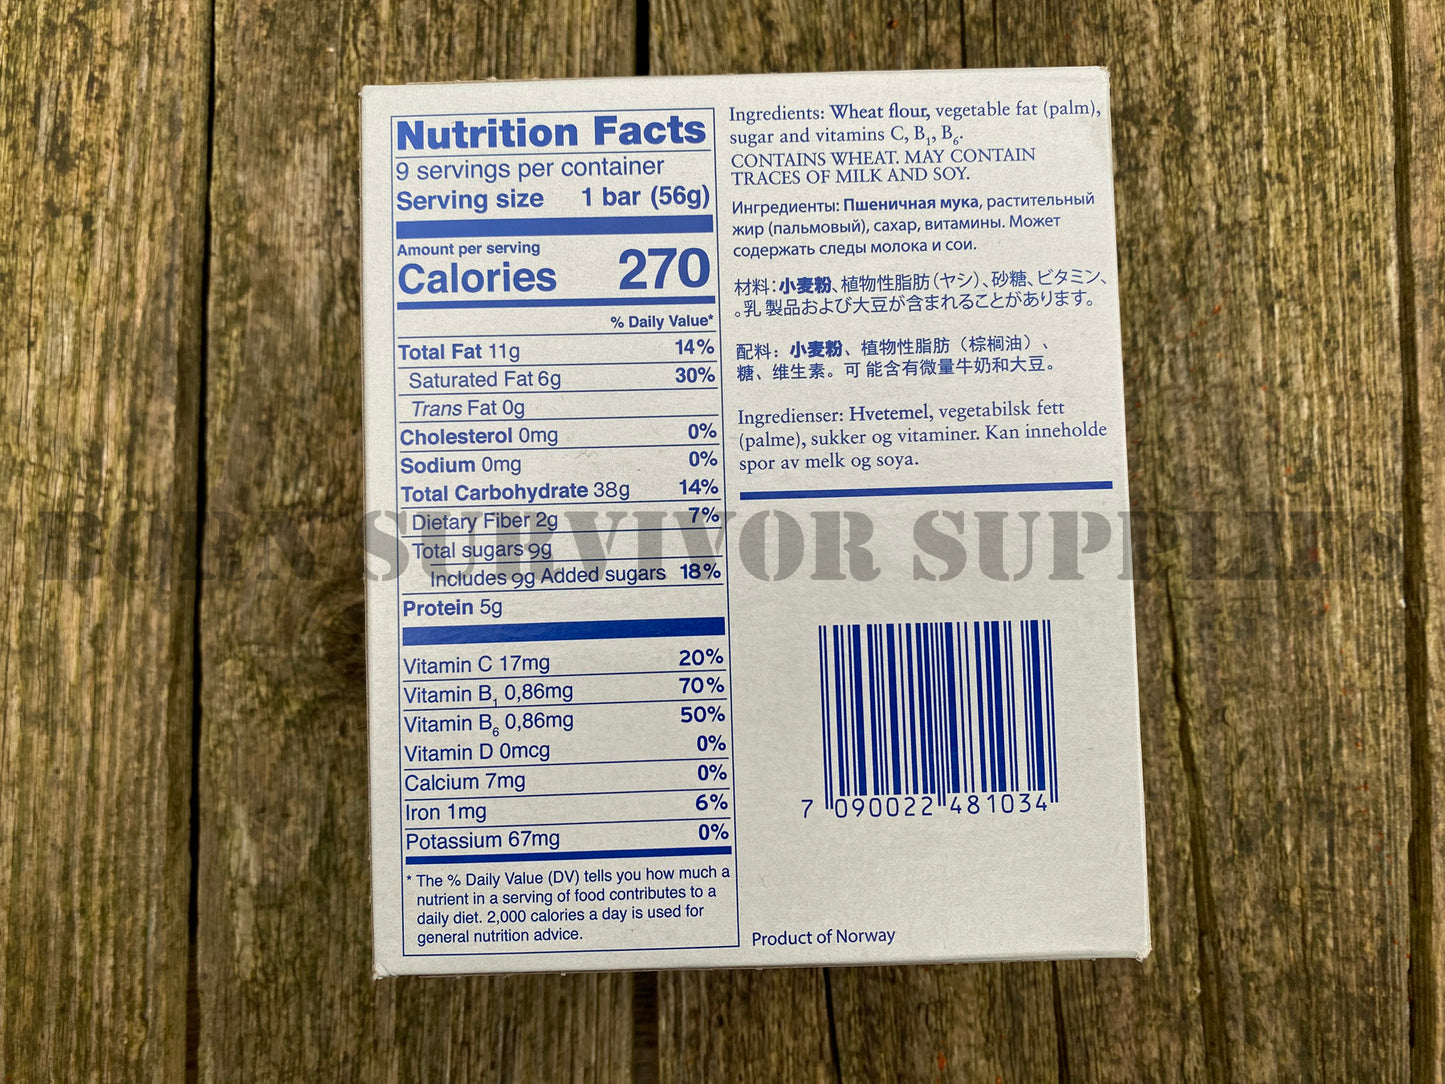 Nutrition Facts
9 servings per container
Serving size 1 bar (56g)
Amount per serving
Calories 270
% Daily Value*
Total Fat 11g 14%
Saturated Fat 6g 30%
Trans Fat 0g
Cholesterol 0mg 0%
Sodium 0mg 0%
Total Carbohydrate 38g 14%
Dietary Fiber 2g 7%
Total sugars 9g
Includes 9g Added sugars 18%
Protein 5g
Vitamin C 17mg 20%
Vitamin B₁ 0,86mg 70%
Vitamin B₆ 0,86mg 50%
Vitamin D 0mcg 0%
Calcium 7mg 0%
Iron 1mg 6%
Potassium 67mg 0%
* The % Daily Value (DV) tells you how much a
nutrient in a serving of food contributes to a
daily diet. 2,000 calories a day is used for
general nutrition advice.
Ingredients: Wheat flour, vegetable fat (palm),
sugar and vitamins C, B₁, B₆.
CONTAINS WHEAT. MAY CONTAIN
TRACES OF MILK AND SOY.
Ингредиенты: Пшеничная мука, растительный
жир (пальмовый), сахар, витамины. Может
содержать следы молока и сои.
材料：小麦粉、植物性脂肪（ヤシ）、砂糖、ビタミン、
。乳 製品および大豆が含まれることがあります。
配料：小麦粉、植物性脂肪（棕榈油）、
糖、维生素。可 能含有微量牛奶和大豆。
Ingredienser: Hvetemel, vegetabilsk fett
(palme), sukker og vitaminer. Kan inneholde
spor av melk og soya.
BORN SURVIVOR SUPPLIES
7 090022 481034
Product of Norway